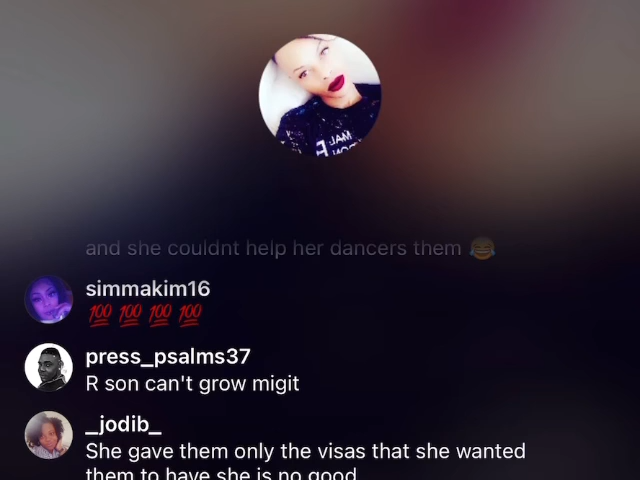 and she couldnt help her dancers them 😂
simmakim16
💯 💯 💯 💯
press_psalms37
R son can't grow migit
_jodib_
She gave them only the visas that she wanted
them to have she is no good